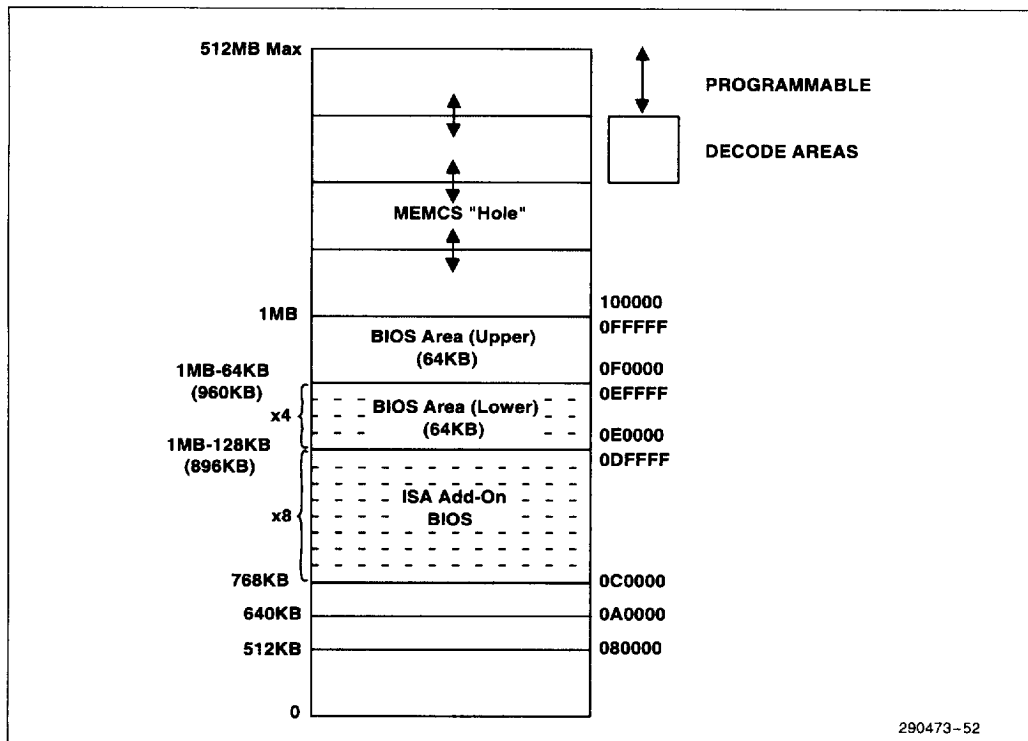 512MB Max
PROGRAMMABLE
DECODE AREAS
MEMCS "Hole"
1MB
100000
0FFFFF
BIOS Area (Upper)
(64KB)
1MB-64KB
(960KB)
0F0000
0EFFFF
x4
BIOS Area (Lower)
(64KB)
1MB-128KB
(896KB)
0E0000
0DFFFF
x8
ISA Add-On
BIOS
768KB
0C0000
640KB
0A0000
512KB
080000
0
290473-52